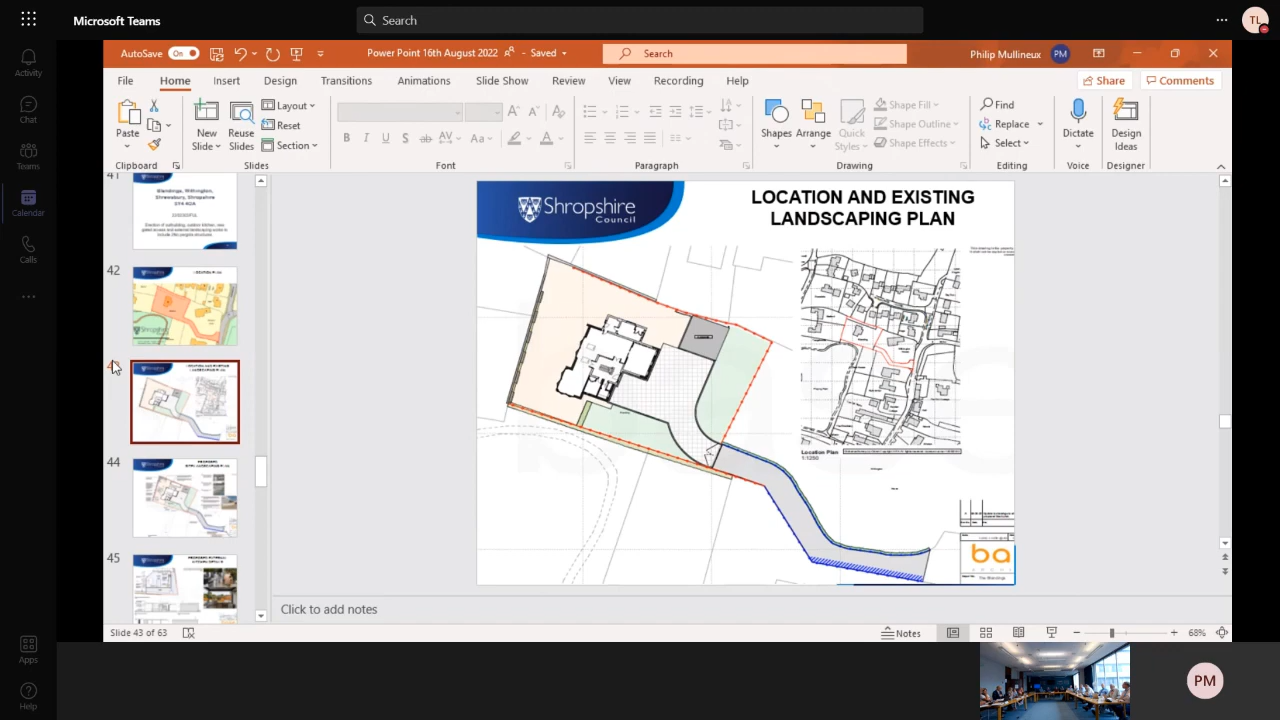 Microsoft Teams
Search
TL
Activity
Chat
Teams
Calendar
Calls
Apps
Help
AutoSave On
Power Point 16th August 2022 - Saved
Search
Philip Mullineux PM
File Home Insert Design Transitions Animations Slide Show Review View Recording Help
Share Comments
Paste
Clipboard
New Slide
Reuse Slides
Layout
Reset
Section
Slides
Font
Paragraph
Shapes
Arrange
Quick Styles
Shape Fill
Shape Outline
Shape Effects
Drawing
Find
Replace
Select
Editing
Dictate
Voice
Design Ideas
Designer
41
Shrewsbury, Shropshire
42
44
45
Shropshire
Council
LOCATION AND EXISTING
LANDSCAPING PLAN
Location Plan
1:1250
ba
Click to add notes
Slide 43 of 63
Notes
68%
PM